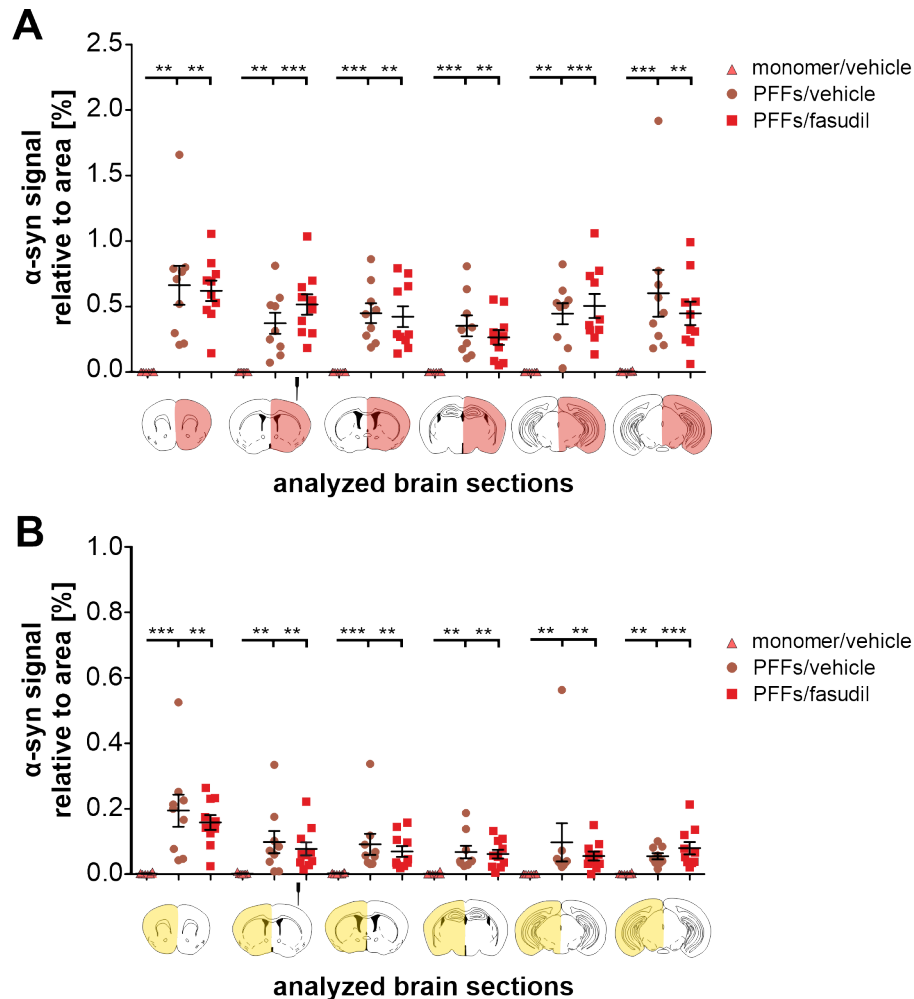 A
α-syn signal
relative to area [%]
2.5
2.0
1.5
1.0
0.5
0.0
** ** ** *** *** ** *** ** ** *** *** **
monomer/vehicle
PFFs/vehicle
PFFs/fasudil
analyzed brain sections
B
α-syn signal
relative to area [%]
1.0
0.8
0.6
0.4
0.2
0.0
*** ** ** ** *** ** ** ** ** ** ** ***
monomer/vehicle
PFFs/vehicle
PFFs/fasudil
analyzed brain sections